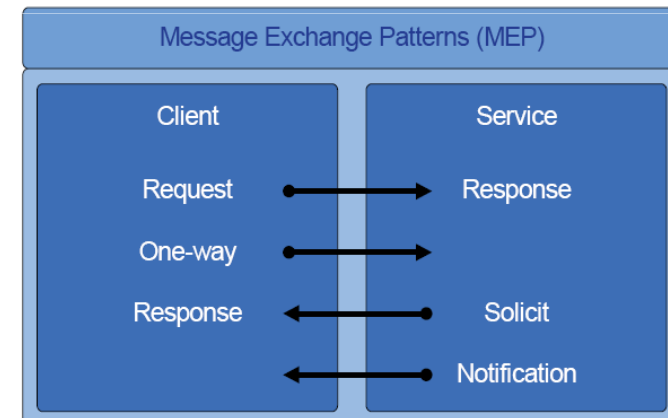 Message Exchange Patterns (MEP)
Client Service
Request Response
One-way
Response Solicit
Notification